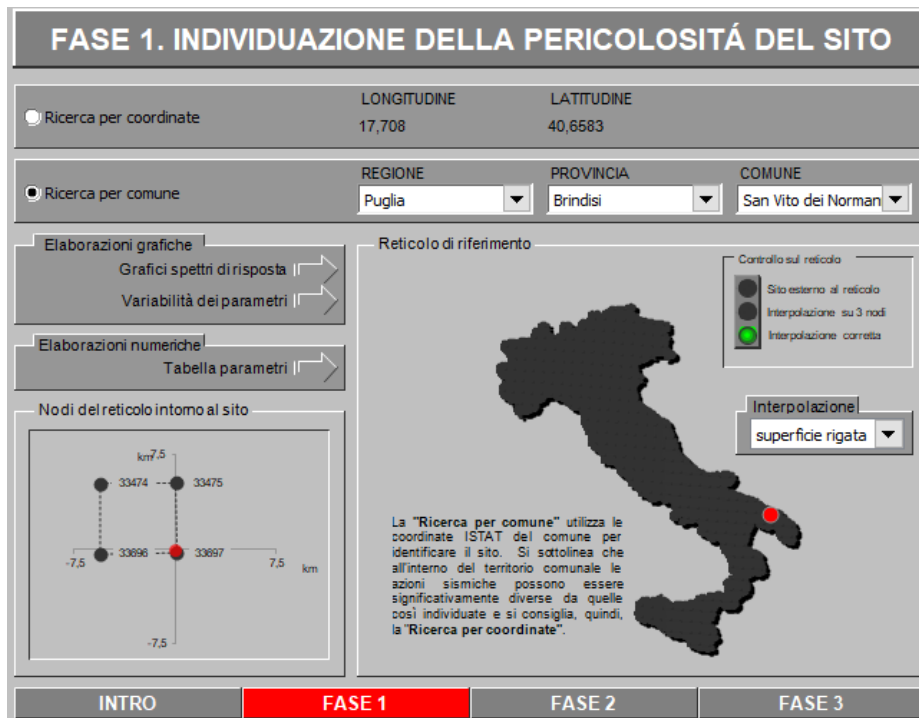 FASE 1. INDIVIDUAZIONE DELLA PERICOLOSITÁ DEL SITO
LONGITUDINE LATITUDINE
Ricerca per coordinate
17,708 40,6583
REGIONE PROVINCIA COMUNE
Ricerca per comune
Puglia Brindisi San Vito dei Norman
Elaborazioni grafiche
Grafici spettri di risposta
Variabilità dei parametri
Elaborazioni numeriche
Tabella parametri
Nodi del reticolo intorno al sito
km 7,5
33474 33475
33696 33697
-7,5 7,5 km
-7,5
Reticolo di riferimento
Controllo sul reticolo
Sito esterno al reticolo
Interpolazione su 3 nodi
Interpolazione corretta
Interpolazione
superficie rigata
La "Ricerca per comune" utilizza le
coordinate ISTAT del comune per
identificare il sito. Si sottolinea che
all'interno del territorio comunale le
azioni sismiche possono essere
significativamente diverse da quelle
così individuate e si consiglia, quindi,
la "Ricerca per coordinate".
INTRO FASE 1 FASE 2 FASE 3